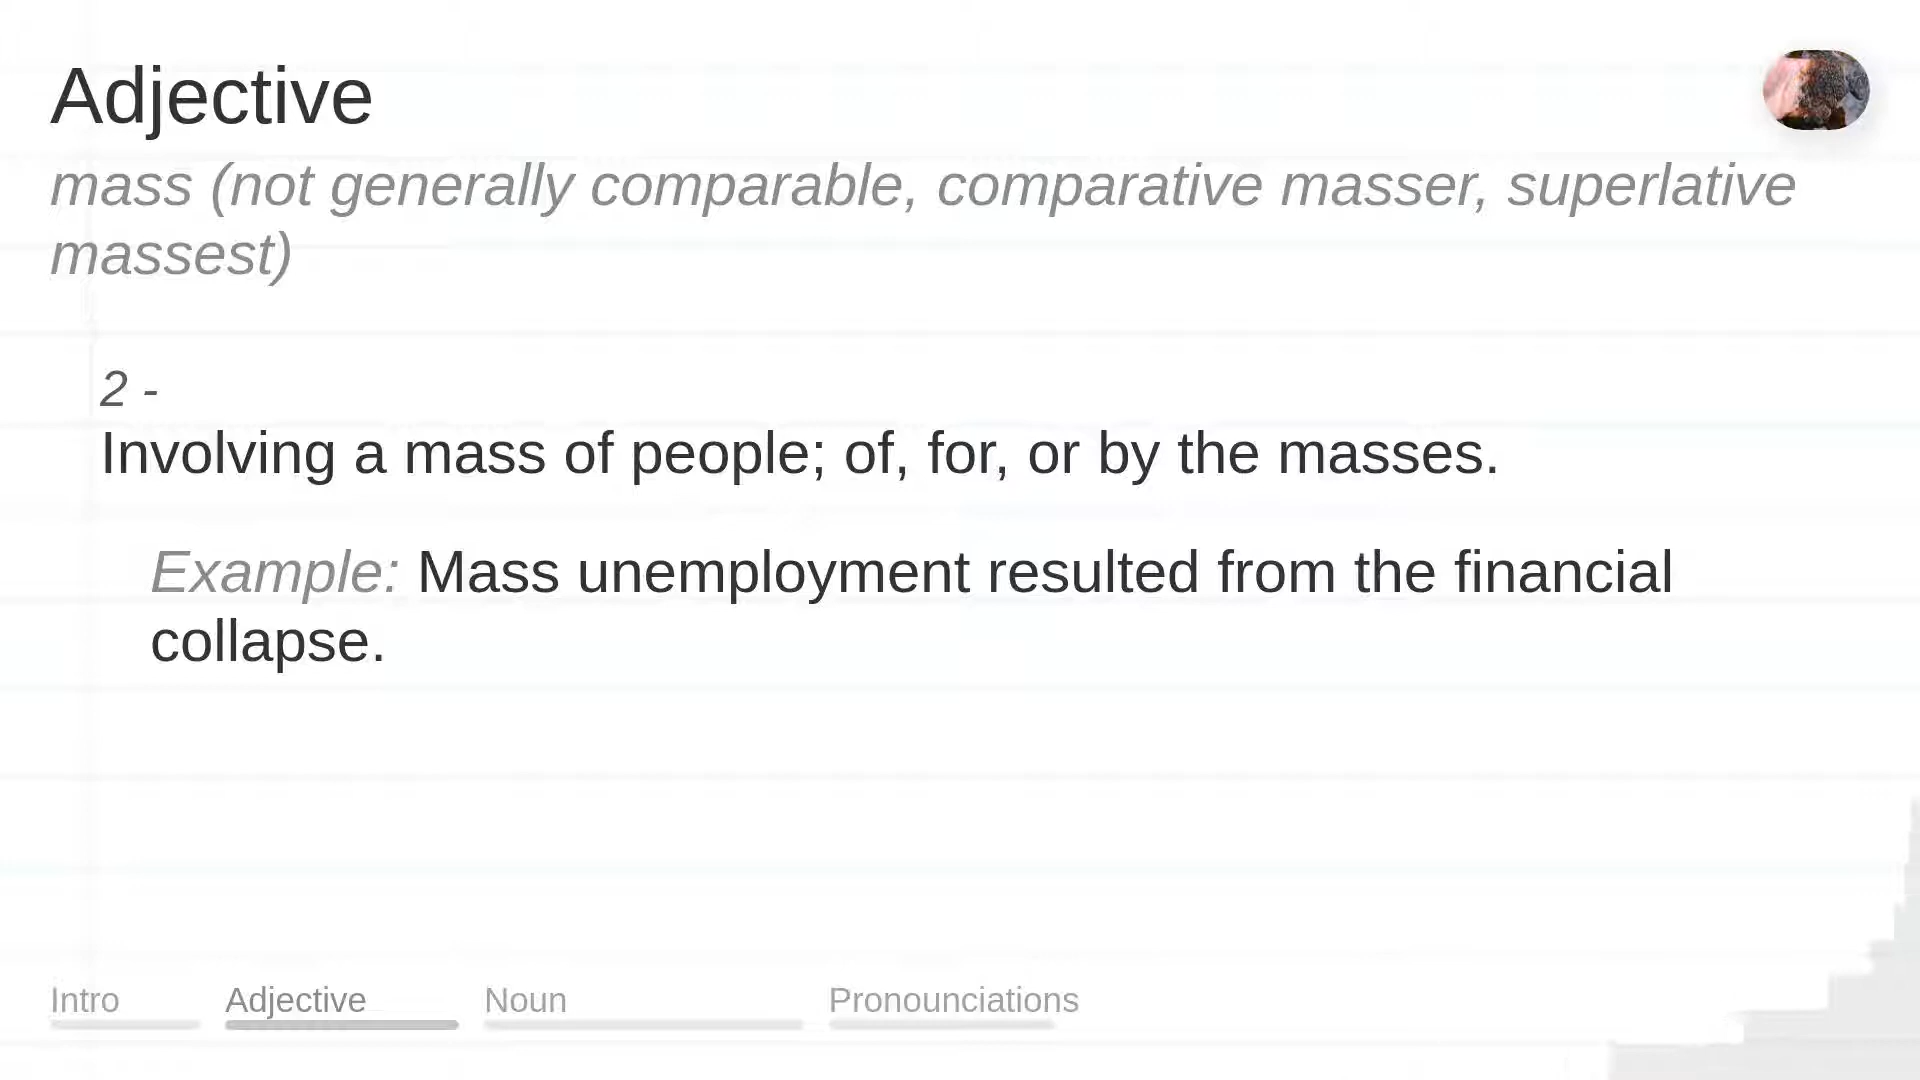 Adjective
mass (not generally comparable, comparative masser, superlative
massest)
2 -
Involving a mass of people; of, for, or by the masses.
Example: Mass unemployment resulted from the financial
collapse.
Intro
Adjective
Noun
Pronounciations